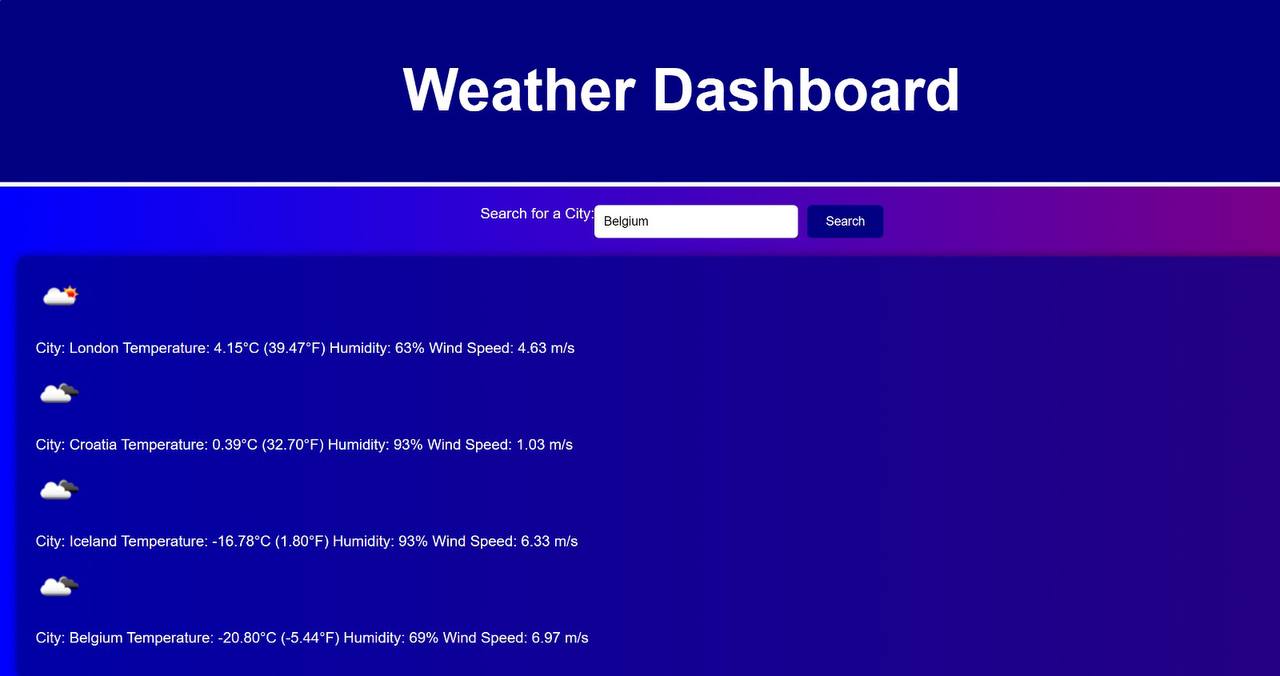 Weather Dashboard
Search for a City: Belgium Search
City: London Temperature: 4.15°C (39.47°F) Humidity: 63% Wind Speed: 4.63 m/s
City: Croatia Temperature: 0.39°C (32.70°F) Humidity: 93% Wind Speed: 1.03 m/s
City: Iceland Temperature: -16.78°C (1.80°F) Humidity: 93% Wind Speed: 6.33 m/s
City: Belgium Temperature: -20.80°C (-5.44°F) Humidity: 69% Wind Speed: 6.97 m/s